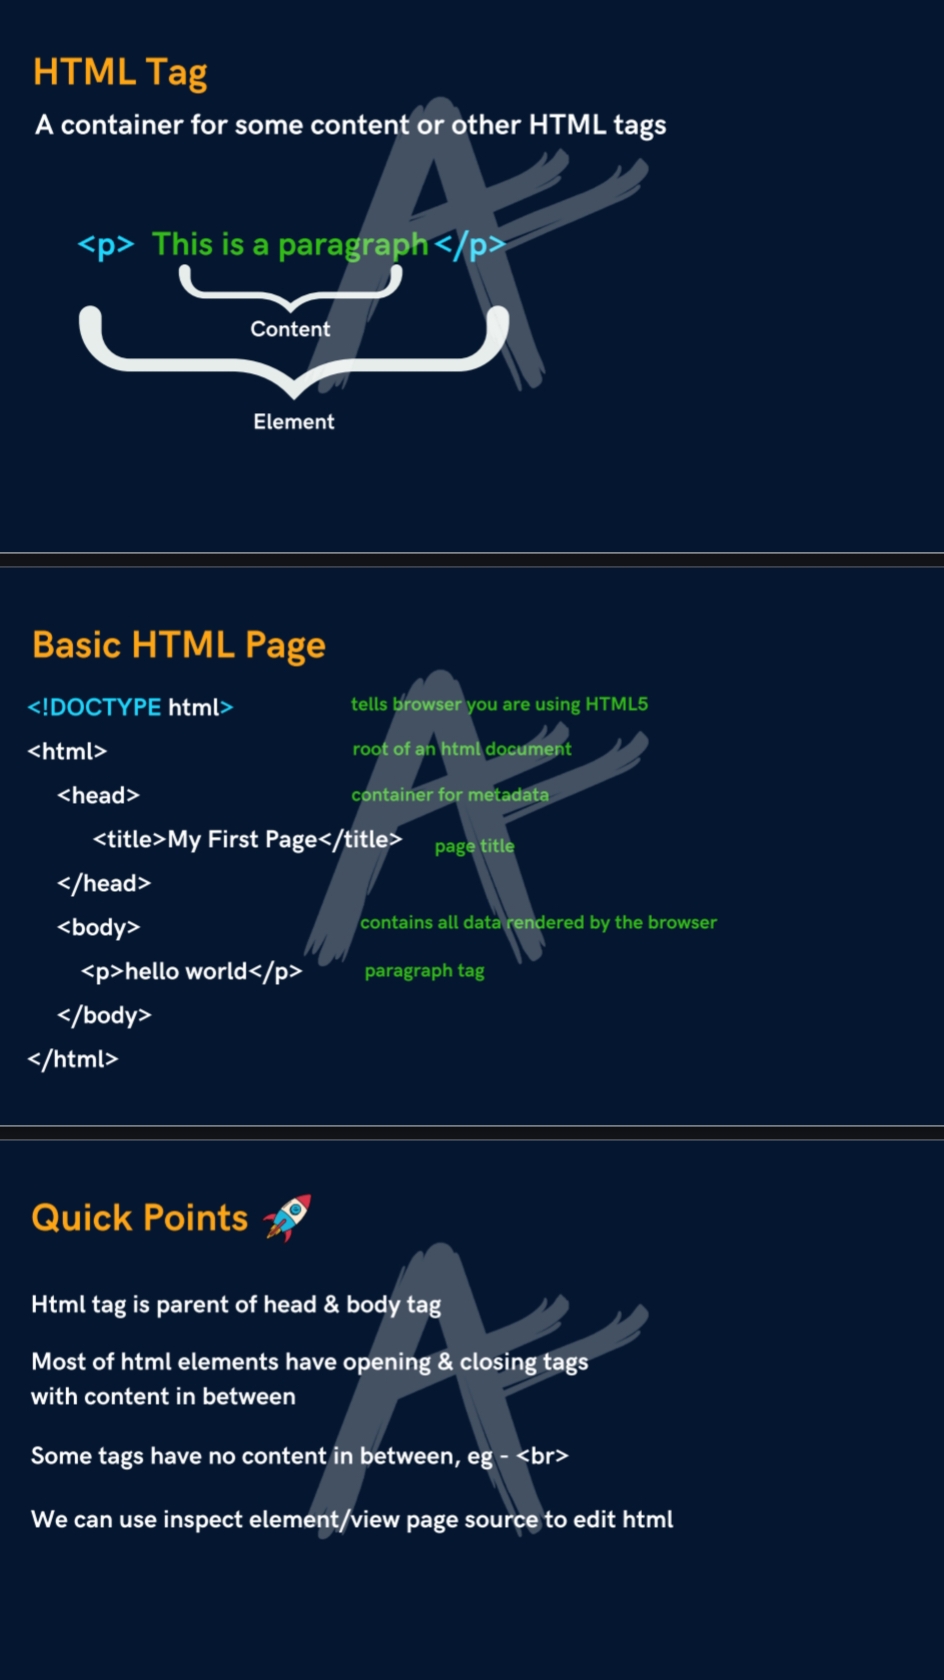 HTML Tag
A container for some content or other HTML tags
<p> This is a paragraph </p>
Content
Element
Basic HTML Page
<!DOCTYPE html> tells browser you are using HTML5
<html> root of an html document
<head> container for metadata
<title>My First Page</title> page title
</head>
<body> contains all data rendered by the browser
<p>hello world</p> paragraph tag
</body>
</html>
Quick Points 🚀
Html tag is parent of head & body tag
Most of html elements have opening & closing tags
with content in between
Some tags have no content in between, eg - <br>
We can use inspect element/view page source to edit html